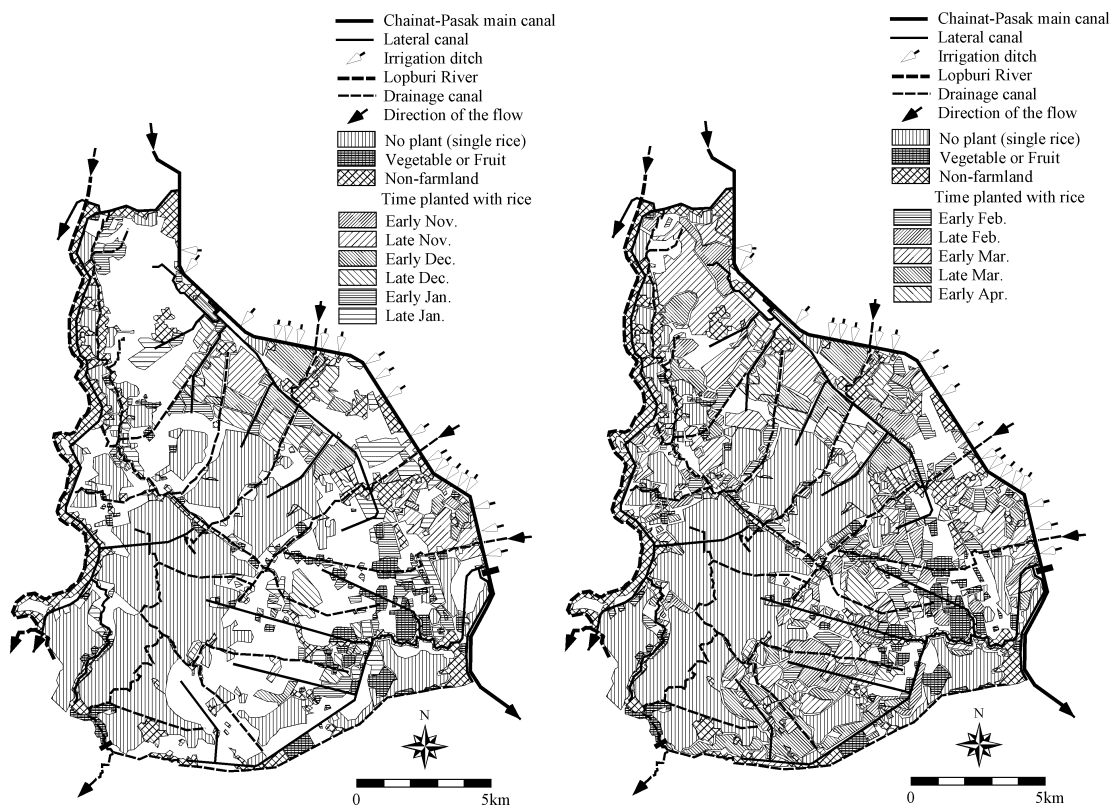 Chainat-Pasak main canal
Lateral canal
Irrigation ditch
Lopburi River
Drainage canal
Direction of the flow
No plant (single rice)
Vegetable or Fruit
Non-farmland
Time planted with rice
Early Nov.
Late Nov.
Early Dec.
Late Dec.
Early Jan.
Late Jan.
N
0 5km
Chainat-Pasak main canal
Lateral canal
Irrigation ditch
Lopburi River
Drainage canal
Direction of the flow
No plant (single rice)
Vegetable or Fruit
Non-farmland
Time planted with rice
Early Feb.
Late Feb.
Early Mar.
Late Mar.
Early Apr.
N
0 5km